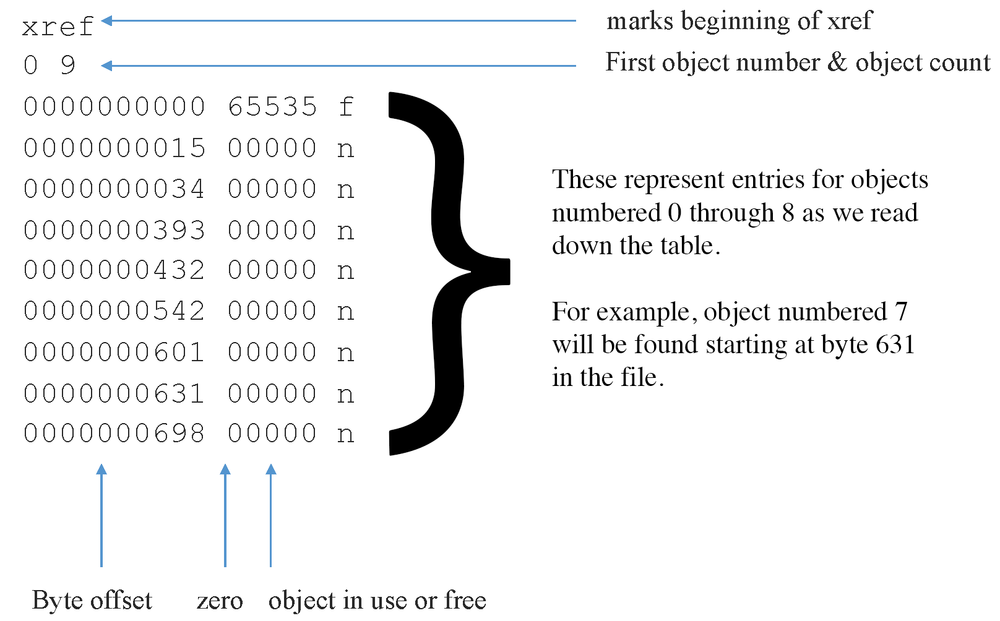 xref
marks beginning of xref
0 9
First object number & object count
0000000000 65535 f
0000000015 00000 n
0000000034 00000 n
0000000393 00000 n
0000000432 00000 n
0000000542 00000 n
0000000601 00000 n
0000000631 00000 n
0000000698 00000 n
These represent entries for objects
numbered 0 through 8 as we read
down the table.
For example, object numbered 7
will be found starting at byte 631
in the file.
Byte offset
zero
object in use or free